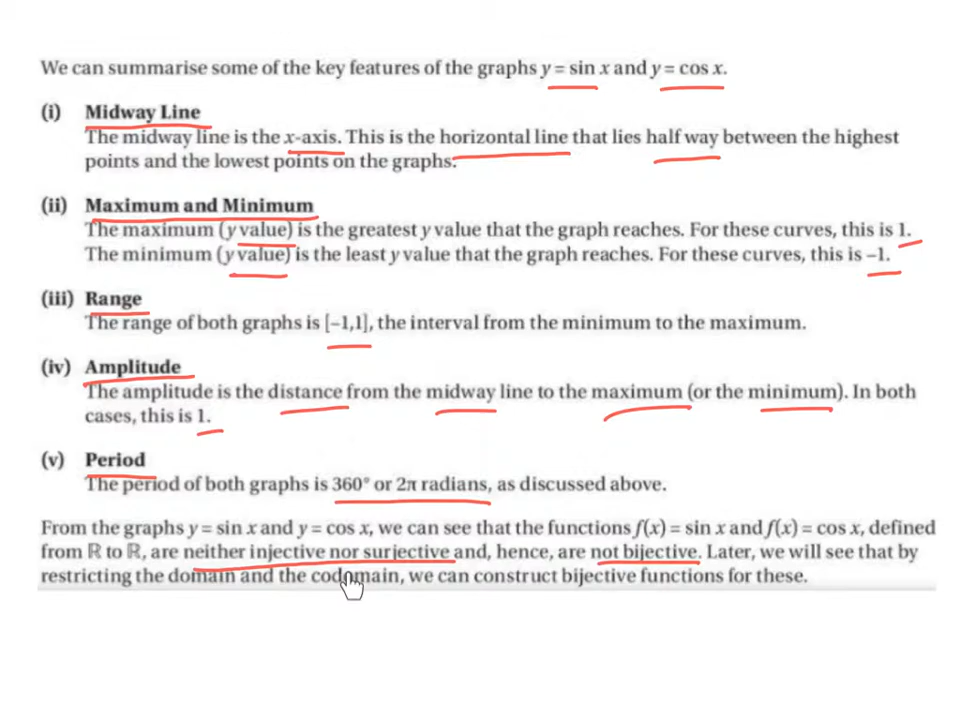 We can summarise some of the key features of the graphs y = sin x and y = cos x.
(i) Midway Line
The midway line is the x-axis. This is the horizontal line that lies half way between the highest
points and the lowest points on the graphs.
(ii) Maximum and Minimum
The maximum (y value) is the greatest y value that the graph reaches. For these curves, this is 1.
The minimum (y value) is the least y value that the graph reaches. For these curves, this is −1.
(iii) Range
The range of both graphs is [−1,1], the interval from the minimum to the maximum.
(iv) Amplitude
The amplitude is the distance from the midway line to the maximum (or the minimum). In both
cases, this is 1.
(v) Period
The period of both graphs is 360° or 2π radians, as discussed above.
From the graphs y = sin x and y = cos x, we can see that the functions f(x) = sin x and f(x) = cos x, defined
from ℝ to ℝ, are neither injective nor surjective and, hence, are not bijective. Later, we will see that by
restricting the domain and the codomain, we can construct bijective functions for these.